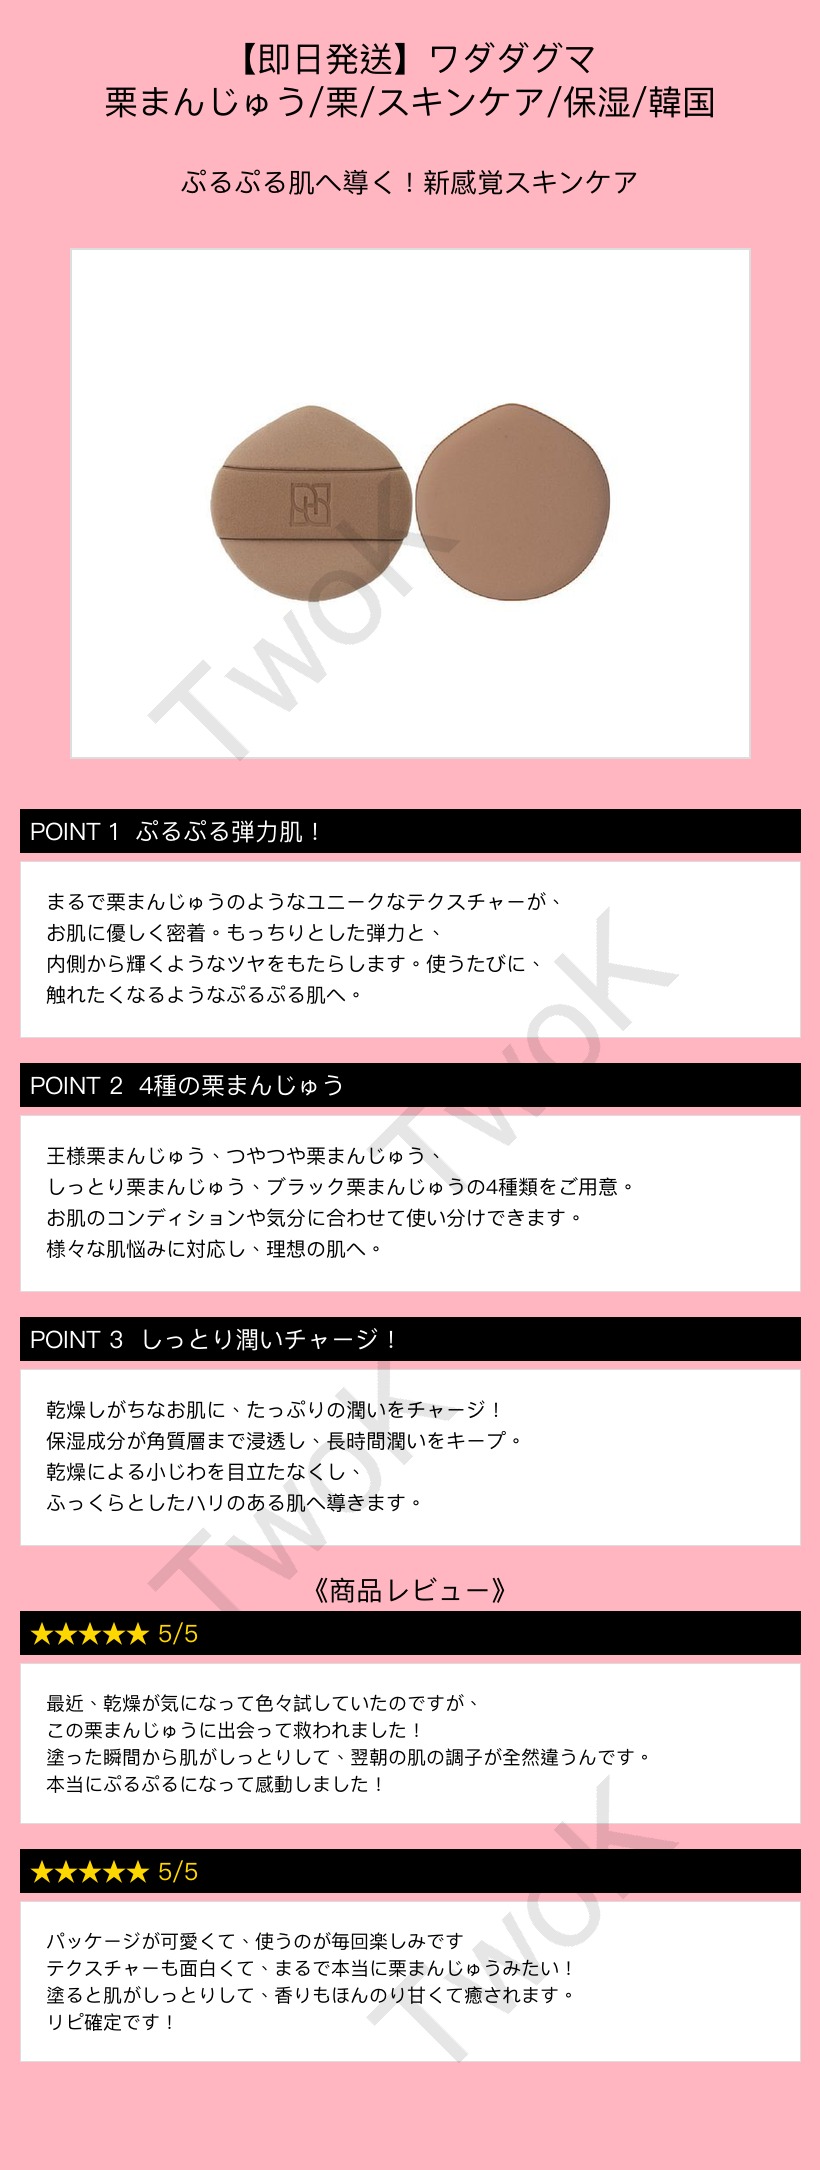 【即日発送】ワダダグマ
栗まんじゅう/栗/スキンケア/保湿/韓国
ぷるぷる肌へ導く！新感覚スキンケア
TwoK
POINT 1 ぷるぷる弾力肌！
まるで栗まんじゅうのようなユニークなテクスチャーが、
お肌に優しく密着。もっちりとした弾力と、
内側から輝くようなツヤをもたらします。使うたびに、
触れたくなるようなぷるぷる肌へ。
TwoK
POINT 2 4種の栗まんじゅう
王様栗まんじゅう、つやつや栗まんじゅう、
しっとり栗まんじゅう、ブラック栗まんじゅうの4種類をご用意。
お肌のコンディションや気分に合わせて使い分けできます。
様々な肌悩みに対応し、理想の肌へ。
POINT 3 しっとり潤いチャージ！
乾燥しがちなお肌に、たっぷりの潤いをチャージ！
保湿成分が角質層まで浸透し、長時間潤いをキープ。
乾燥による小じわを目立たなくし、
ふっくらとしたハリのある肌へ導きます。
TwoK
《商品レビュー》
★★★★★ 5/5
最近、乾燥が気になって色々試していたのですが、
この栗まんじゅうに出会って救われました！
塗った瞬間から肌がしっとりして、翌朝の肌の調子が全然違うんです。
本当にぷるぷるになって感動しました！
★★★★★ 5/5
パッケージが可愛くて、使うのが毎回楽しみです
テクスチャーも面白くて、まるで本当に栗まんじゅうみたい！
塗ると肌がしっとりして、香りもほんのり甘くて癒されます。
リピ確定です！
TwoK